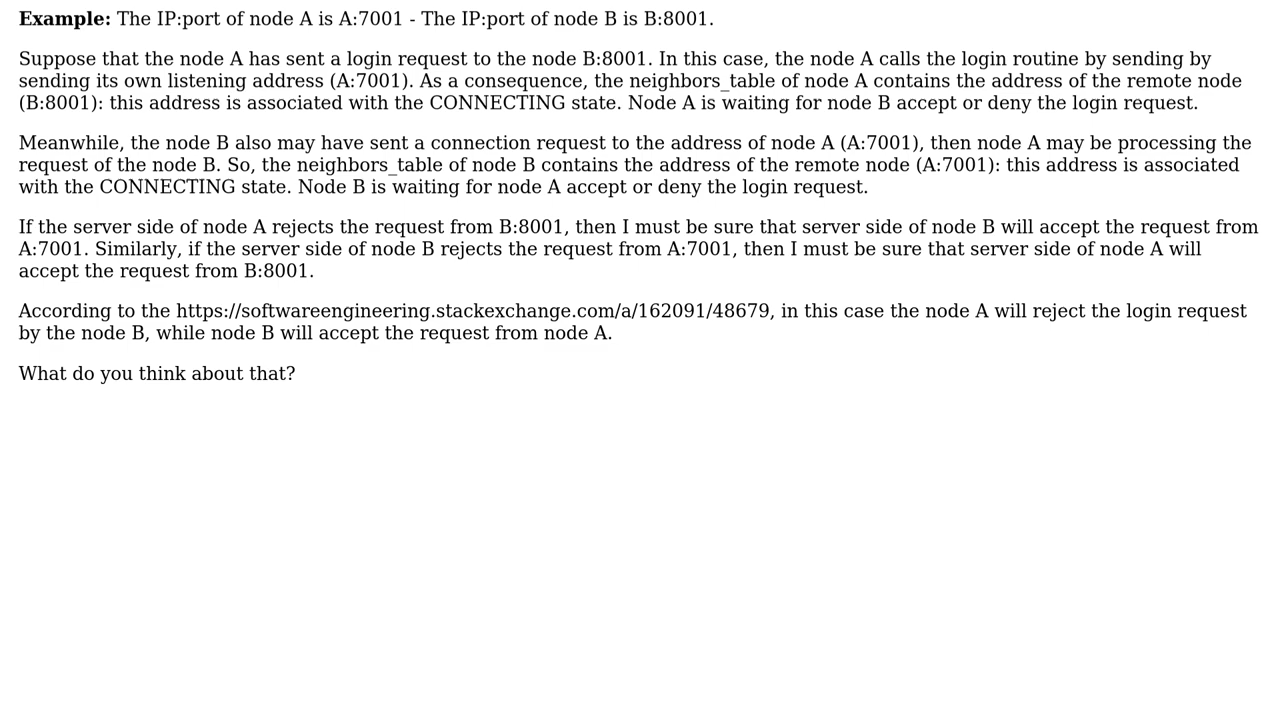 Example: The IP:port of node A is A:7001 - The IP:port of node B is B:8001.
Suppose that the node A has sent a login request to the node B:8001. In this case, the node A calls the login routine by sending by
sending its own listening address (A:7001). As a consequence, the neighbors_table of node A contains the address of the remote node
(B:8001): this address is associated with the CONNECTING state. Node A is waiting for node B accept or deny the login request.
Meanwhile, the node B also may have sent a connection request to the address of node A (A:7001), then node A may be processing the
request of the node B. So, the neighbors_table of node B contains the address of the remote node (A:7001): this address is associated
with the CONNECTING state. Node B is waiting for node A accept or deny the login request.
If the server side of node A rejects the request from B:8001, then I must be sure that server side of node B will accept the request from
A:7001. Similarly, if the server side of node B rejects the request from A:7001, then I must be sure that server side of node A will
accept the request from B:8001.
According to the https://softwareengineering.stackexchange.com/a/162091/48679, in this case the node A will reject the login request
by the node B, while node B will accept the request from node A.
What do you think about that?